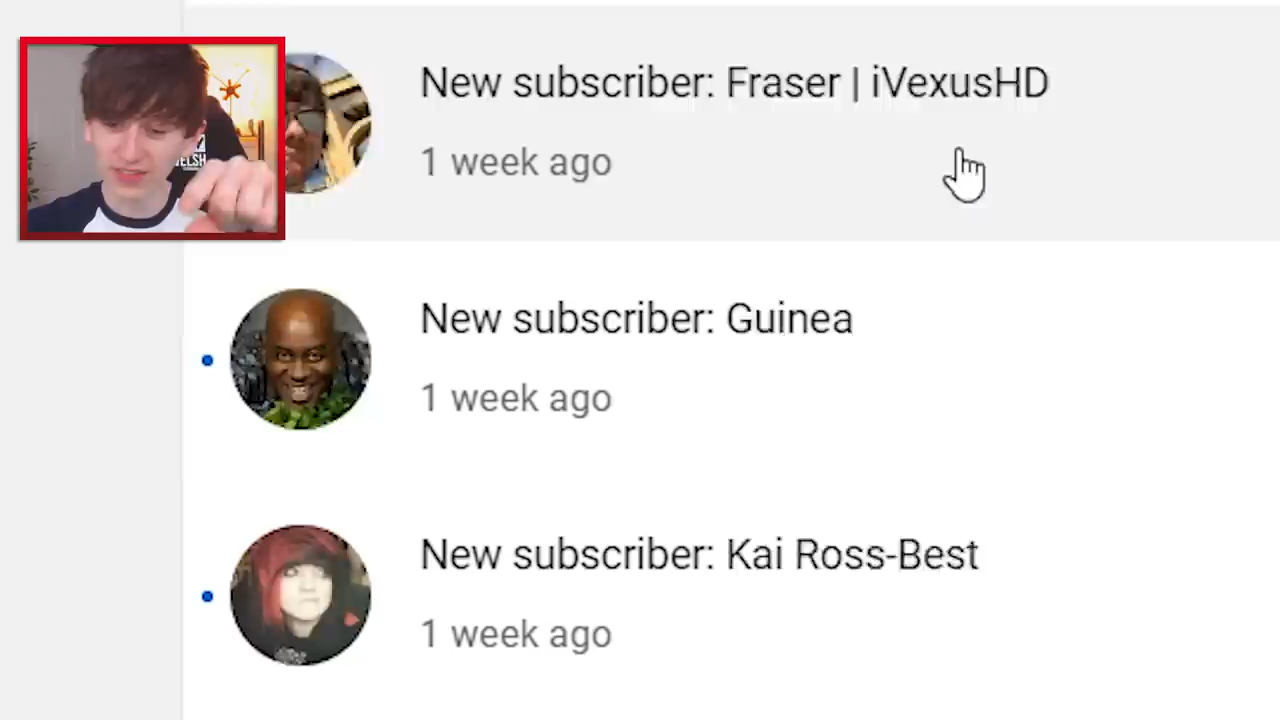 New subscriber: Fraser | iVexusHD
1 week ago
ELSH
New subscriber: Guinea
1 week ago
New subscriber: Kai Ross-Best
1 week ago